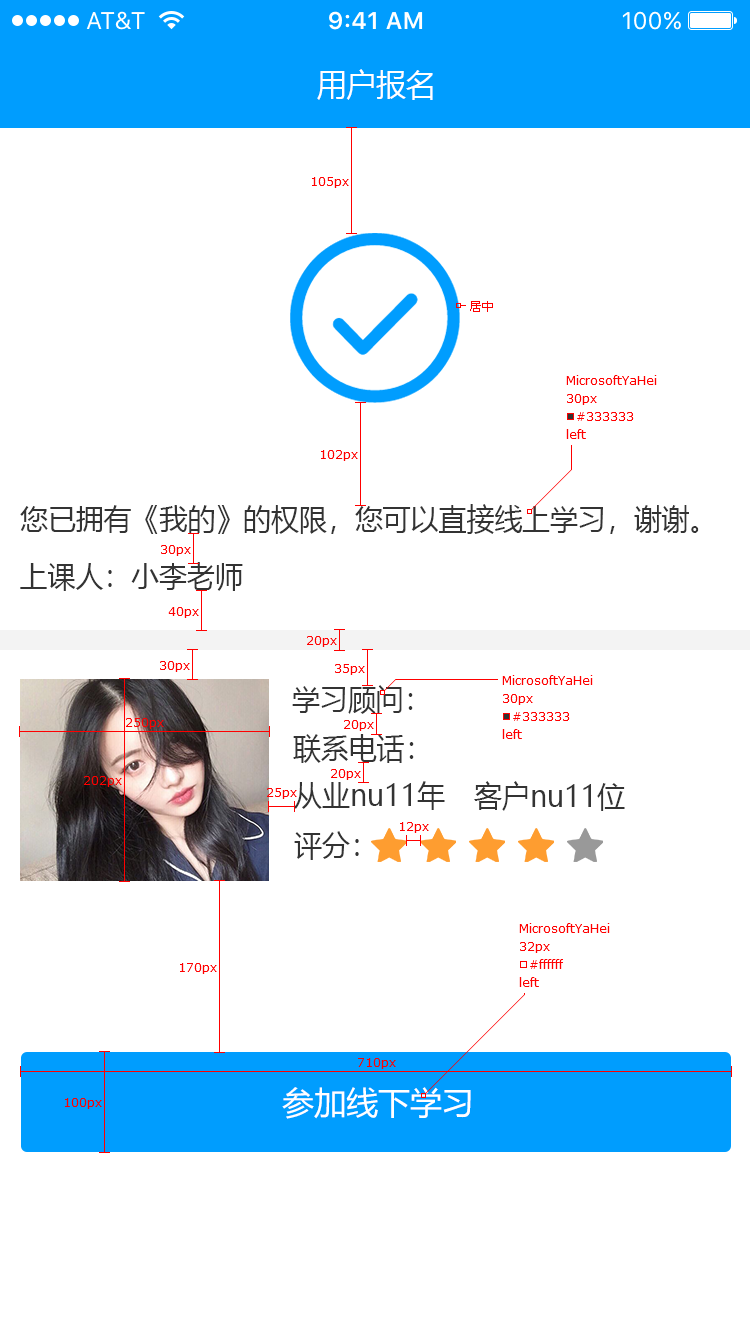 AT&T 9:41 AM 100%
用户报名
105px
居中
MicrosoftYaHei
30px
#333333
left
102px
您已拥有《我的》的权限，您可以直接线上学习，谢谢。
30px
上课人：小李老师
40px
20px
30px
35px
MicrosoftYaHei
30px
#333333
left
学习顾问：
20px
250px
联系电话：
20px
202px
25px
从业nu11年 客户nu11位
12px
评分：
MicrosoftYaHei
32px
#ffffff
left
170px
710px
100px
参加线下学习